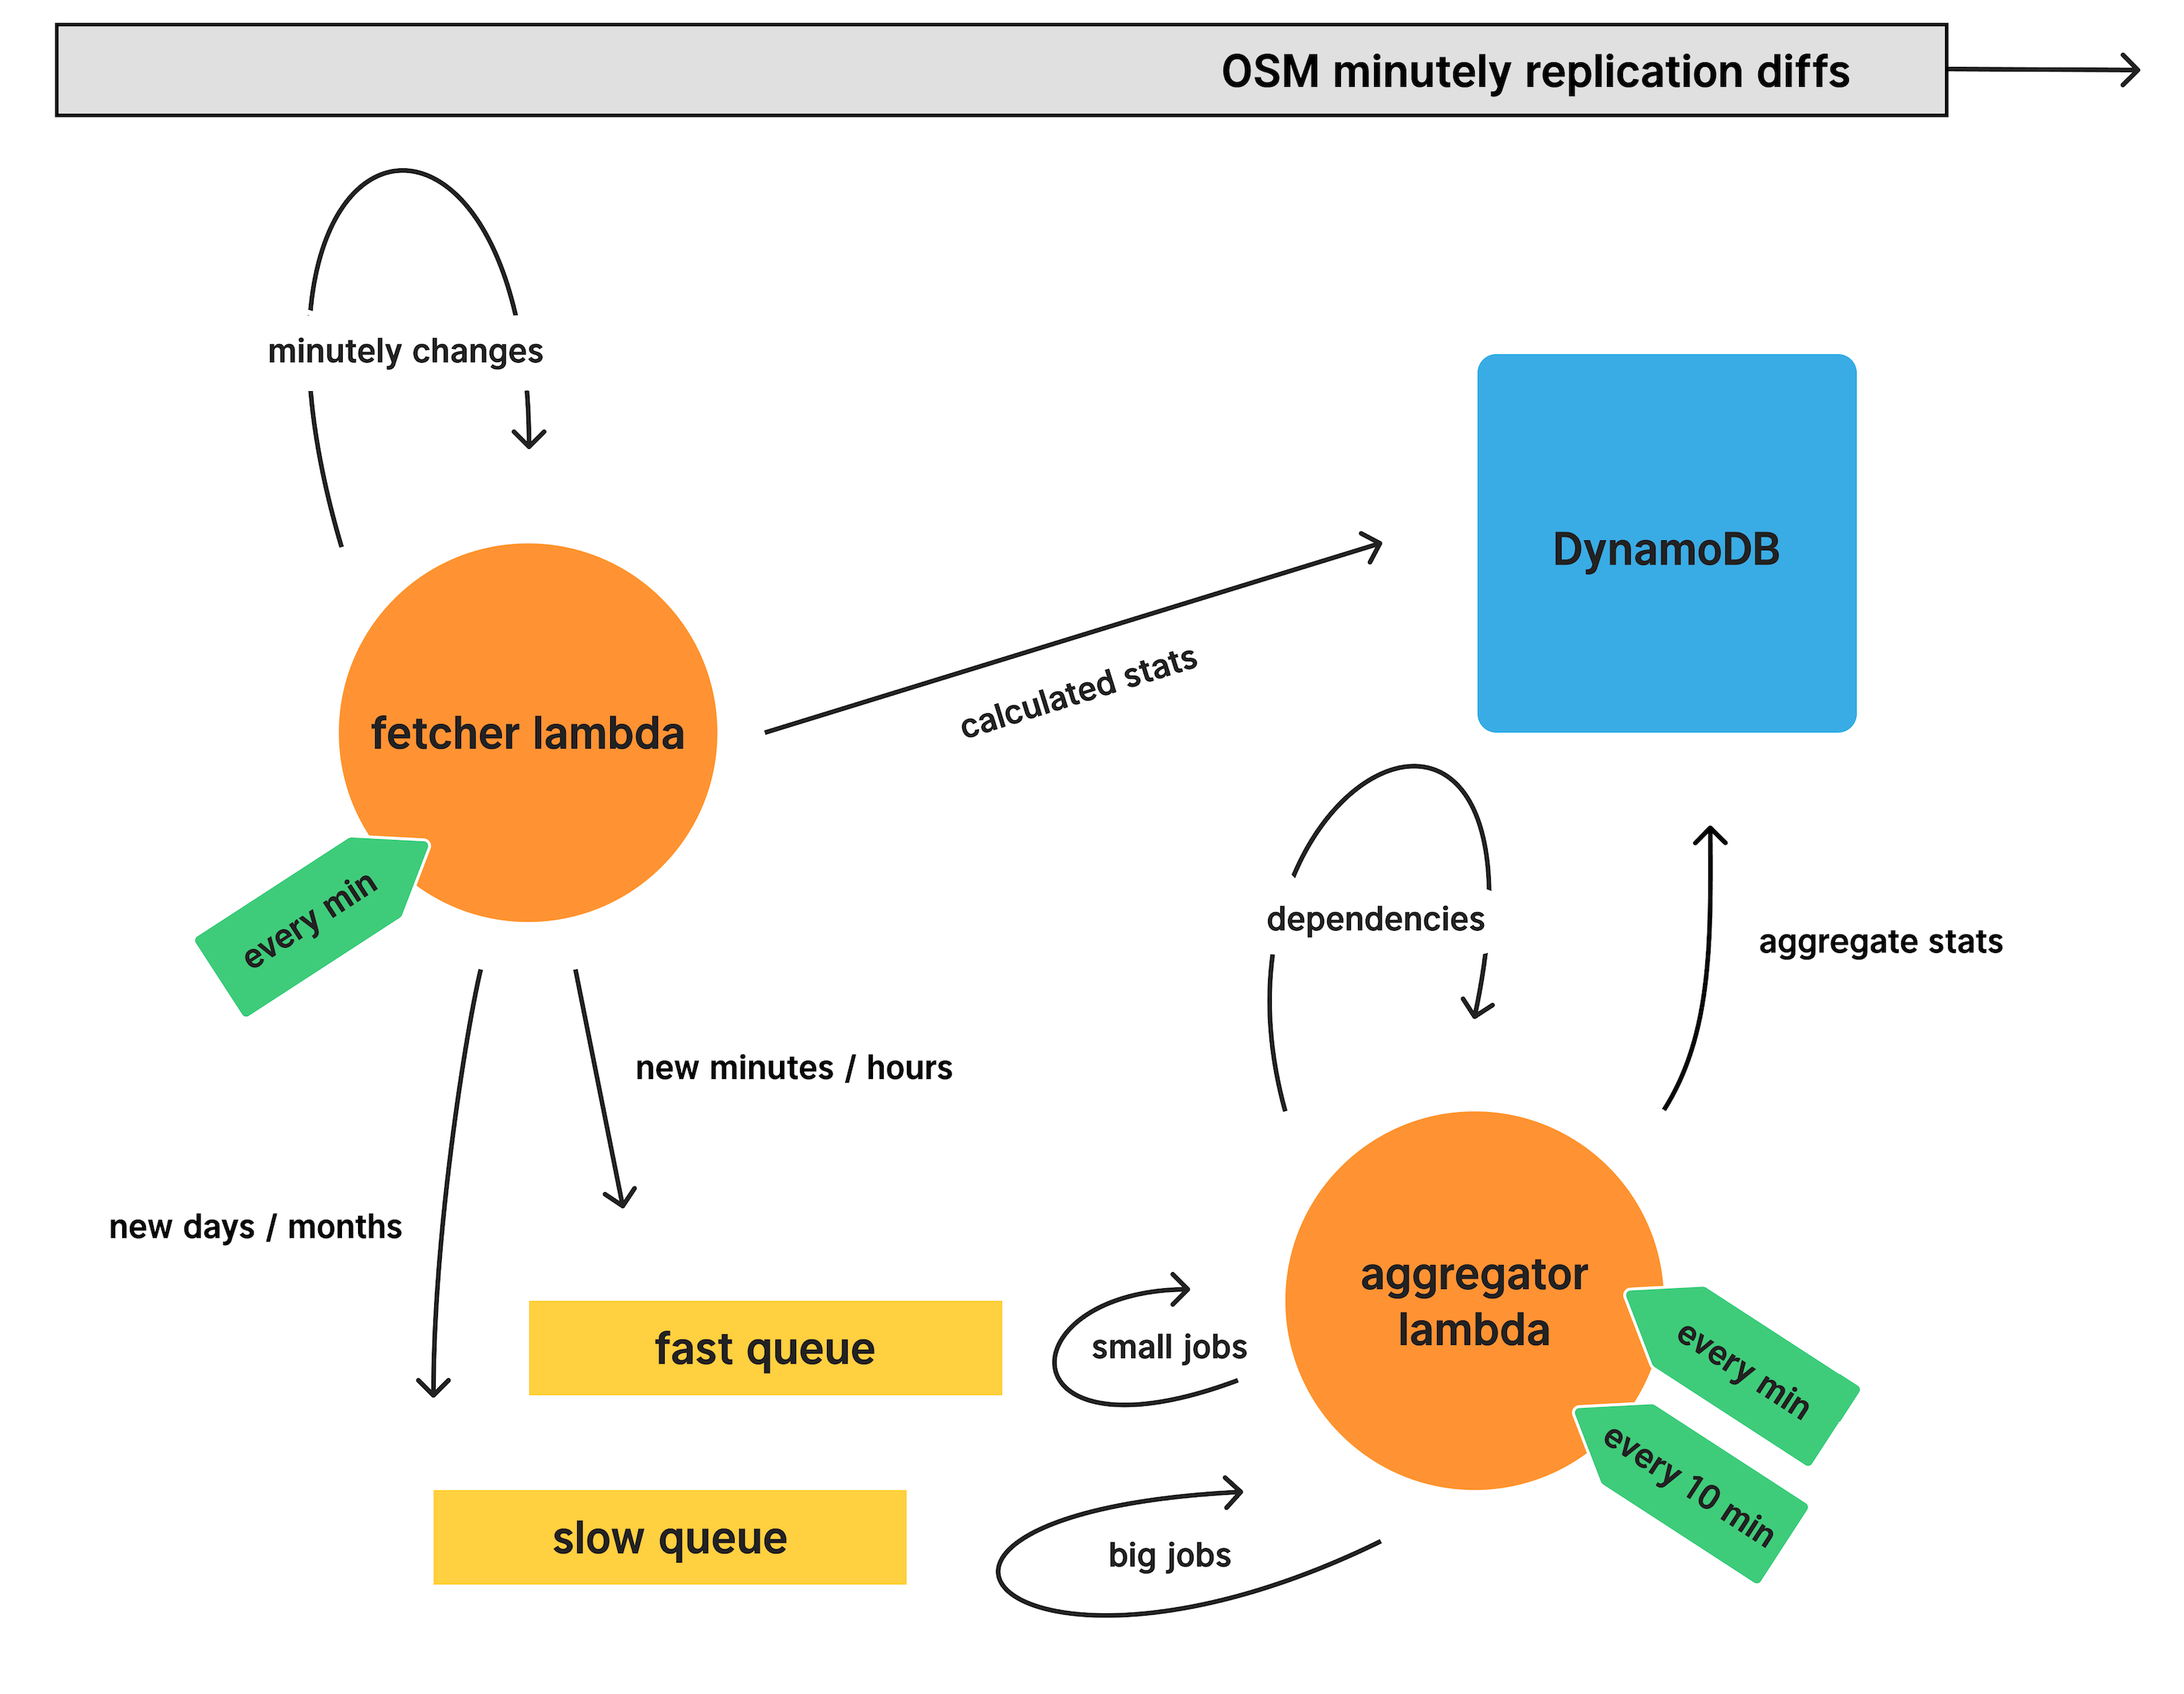 OSM minutely replication diffs
minutely changes
DynamoDB
calculated stats
fetcher lambda
every min
dependencies
aggregate stats
new minutes / hours
new days / months
aggregator
lambda
fast queue
small jobs
every min
every 10 min
slow queue
big jobs